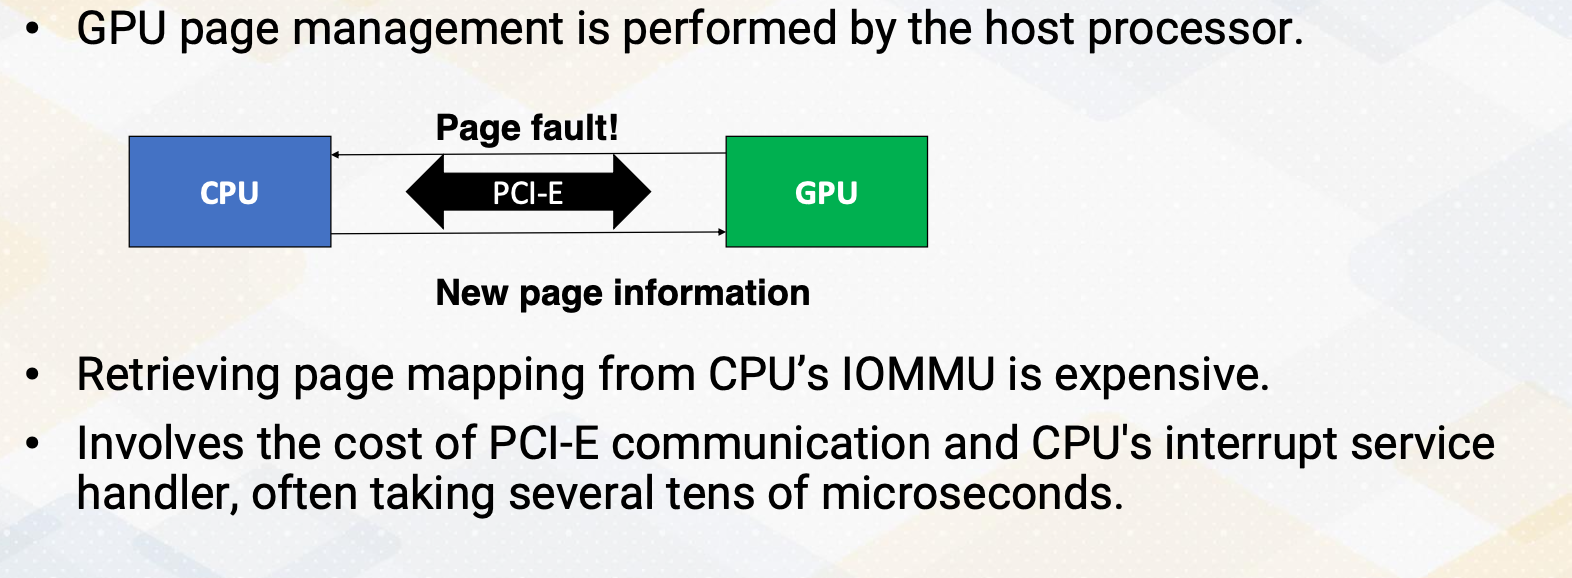 • GPU page management is performed by the host processor.
Page fault!
CPU
PCI-E
GPU
New page information
• Retrieving page mapping from CPU’s IOMMU is expensive.
• Involves the cost of PCI-E communication and CPU's interrupt service
handler, often taking several tens of microseconds.